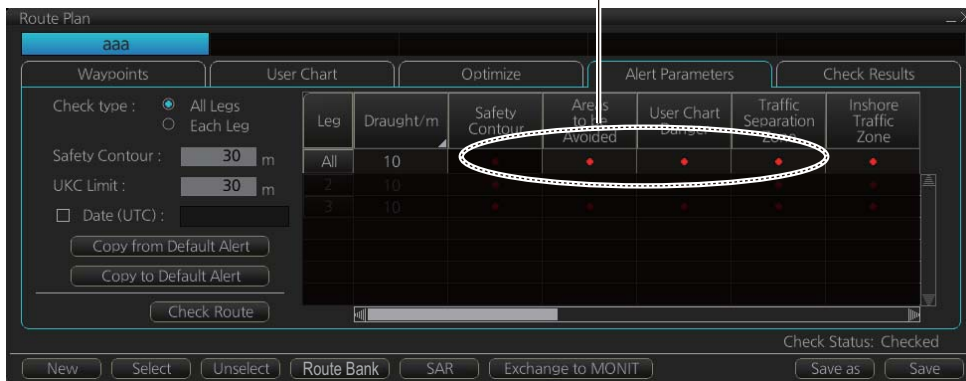 Route Plan
aaa
Waypoints User Chart Optimize Alert Parameters Check Results
Check type : All Legs
Each Leg
Safety Contour : 30 m
UKC Limit : 30 m
Date (UTC) :
Copy from Default Alert
Copy to Default Alert
Check Route
Leg Draught/m Safety Contour Areas to be Avoided User Chart Danger Traffic Separation Zone Inshore Traffic Zone
All 10
2 10
3 10
Check Status: Checked
New Select Unselect Route Bank SAR Exchange to MONIT Save as Save